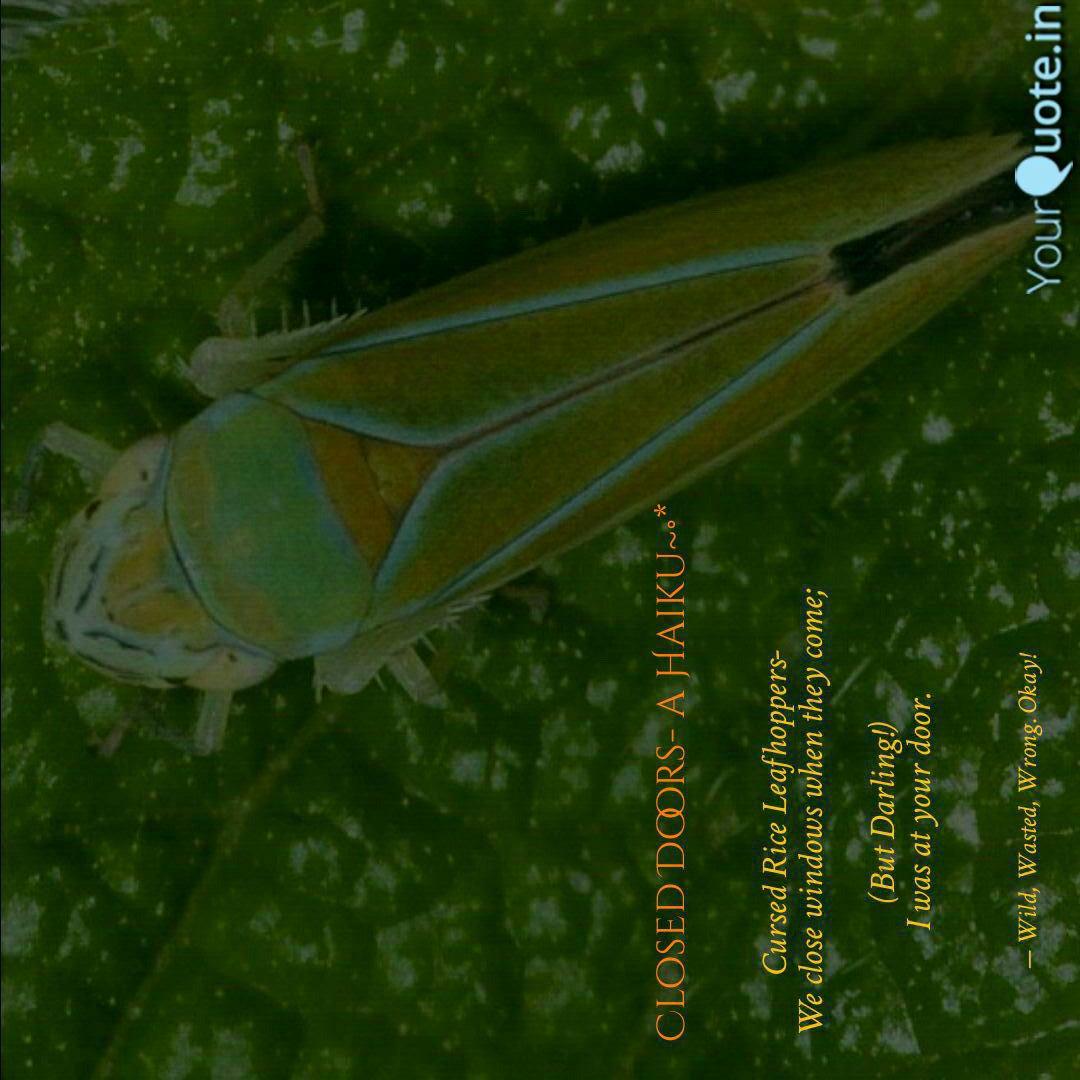 YourQuote.in
CLOSED DOORS- A HAIKU~°*
Cursed Rice Leafhoppers-
We close windows when they come;
(But Darling!)
I was at your door.
– Wild, Wasted, Wrong. Okay!